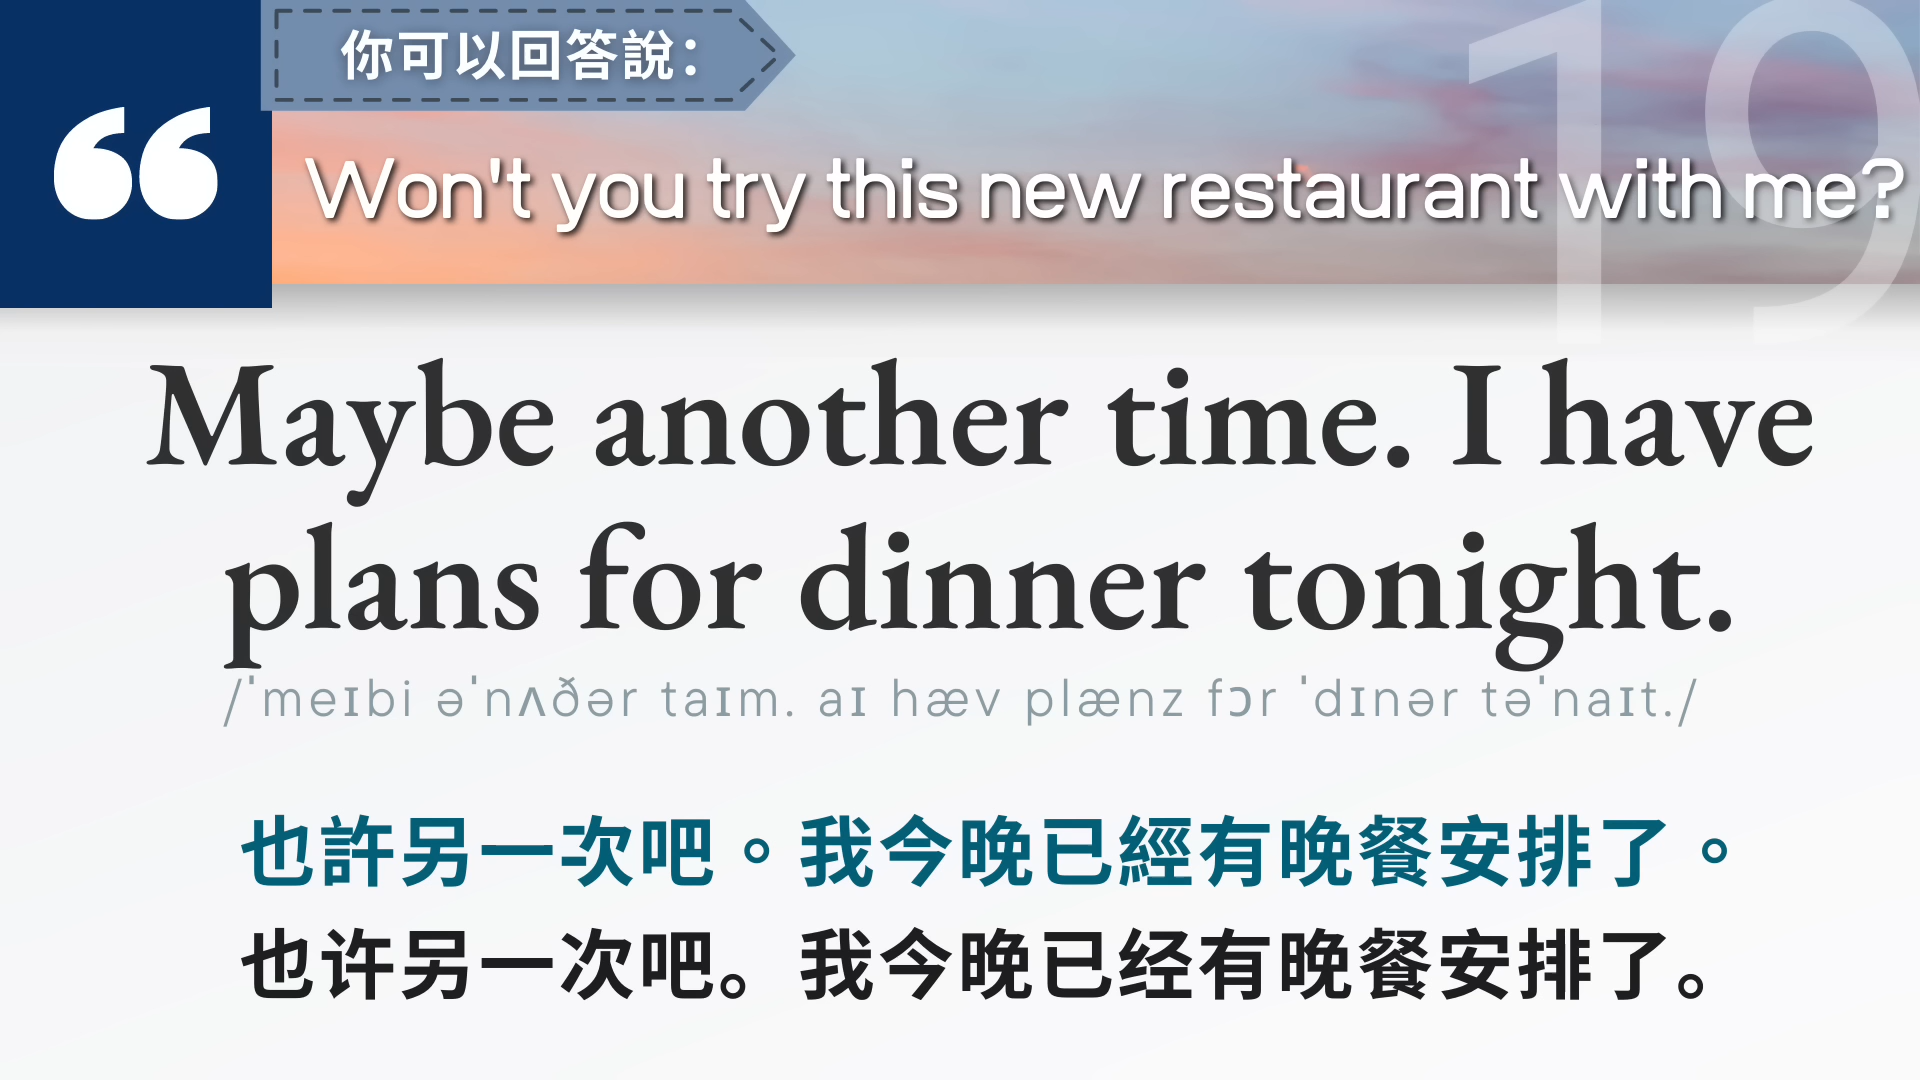 19
你可以回答說：
Won't you try this new restaurant with me?
Maybe another time. I have
plans for dinner tonight.
/ˈmeɪbi əˈnʌðər taɪm. aɪ hæv plænz fɔr ˈdɪnər təˈnaɪt./
也許另一次吧。我今晚已經有晚餐安排了。
也许另一次吧。我今晚已经有晚餐安排了。